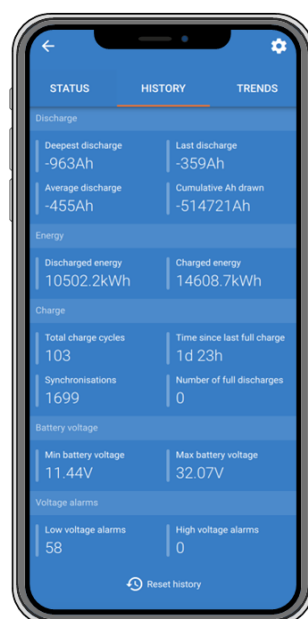 STATUS HISTORY TRENDS
Discharge
Deepest discharge Last discharge
-963Ah -359Ah
Average discharge Cumulative Ah drawn
-455Ah -514721Ah
Energy
Discharged energy Charged energy
10502.2kWh 14608.7kWh
Charge
Total charge cycles Time since last full charge
103 1d 23h
Synchronisations Number of full discharges
1699 0
Battery voltage
Min battery voltage Max battery voltage
11.44V 32.07V
Voltage alarms
Low voltage alarms High voltage alarms
58 0
Reset history